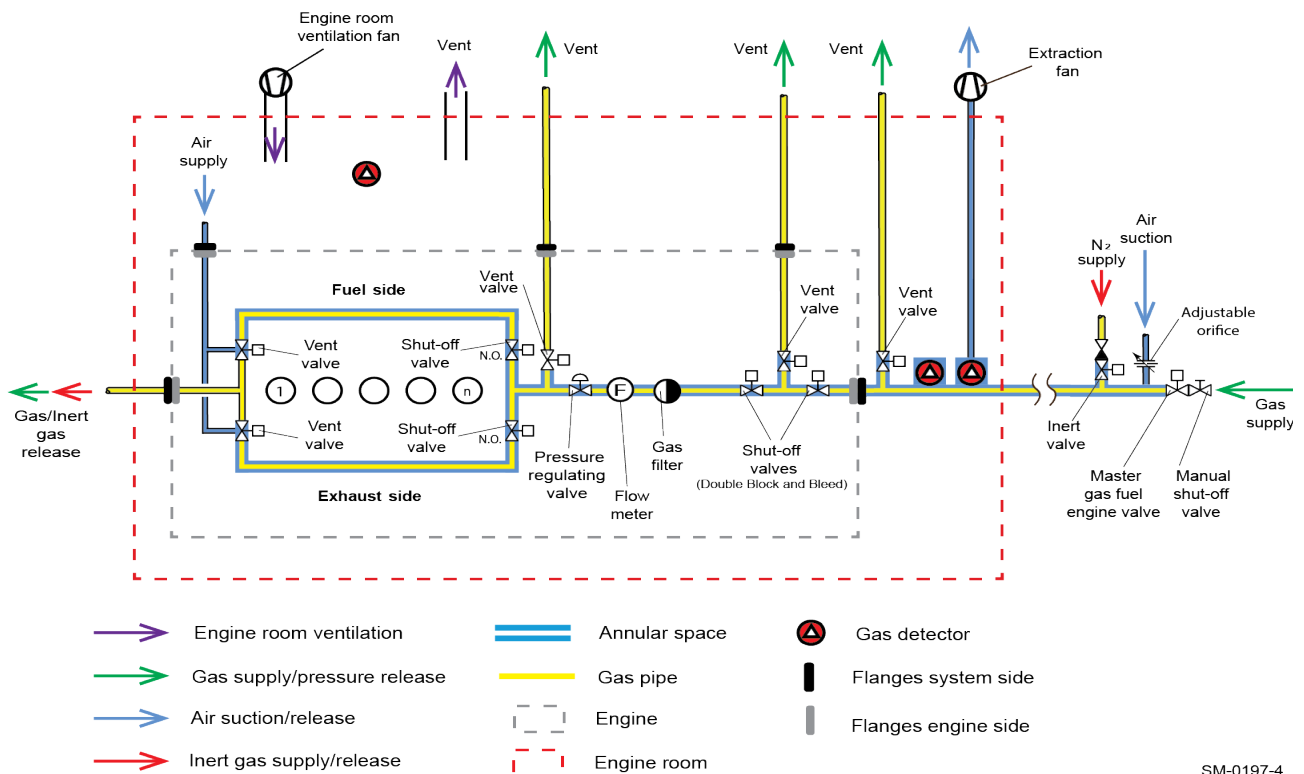 Engine room
ventilation fan
Vent
Vent
Vent
Vent
Extraction
fan
Air
supply
N₂
supply
Air
suction
Adjustable
orifice
Vent
valve
Fuel side
Vent
valve
Vent
valve
Vent
valve
Shut-off
valve
N.O.
1
n
F
Gas/Inert
gas
release
Gas
supply
Vent
valve
Shut-off
valve
N.O.
Pressure
regulating
valve
Gas
filter
Shut-off
valves
(Double Block and Bleed)
Inert
valve
Exhaust side
Flow
meter
Master
gas fuel
engine valve
Manual
shut-off
valve
Engine room ventilation
Annular space
Gas detector
Gas supply/pressure release
Gas pipe
Flanges system side
Air suction/release
Engine
Flanges engine side
Inert gas supply/release
Engine room
SM-0197-4